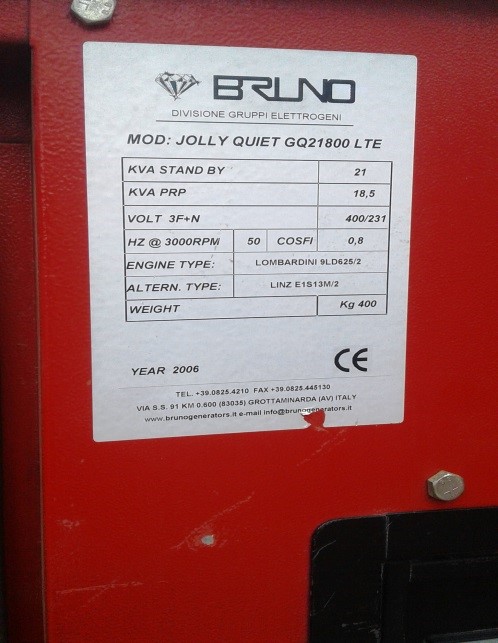 BRUNO
DIVISIONE GRUPPI ELETTROGENI
MOD: JOLLY QUIET GQ21800 LTE
KVA STAND BY 21
KVA PRP 18,5
VOLT 3F+N 400/231
HZ @ 3000RPM 50 COSFI 0,8
ENGINE TYPE: LOMBARDINI 9LD625/2
ALTERN. TYPE: LINZ E1S13M/2
WEIGHT Kg 400
YEAR 2006 CE
TEL. +39.0825.4210 FAX +39.0825.445130
VIA S.S. 91 KM 0.600 (83035) GROTTAMINARDA (AV) ITALY
www.brunogenerators.it e-mail info@brunogenerators.it